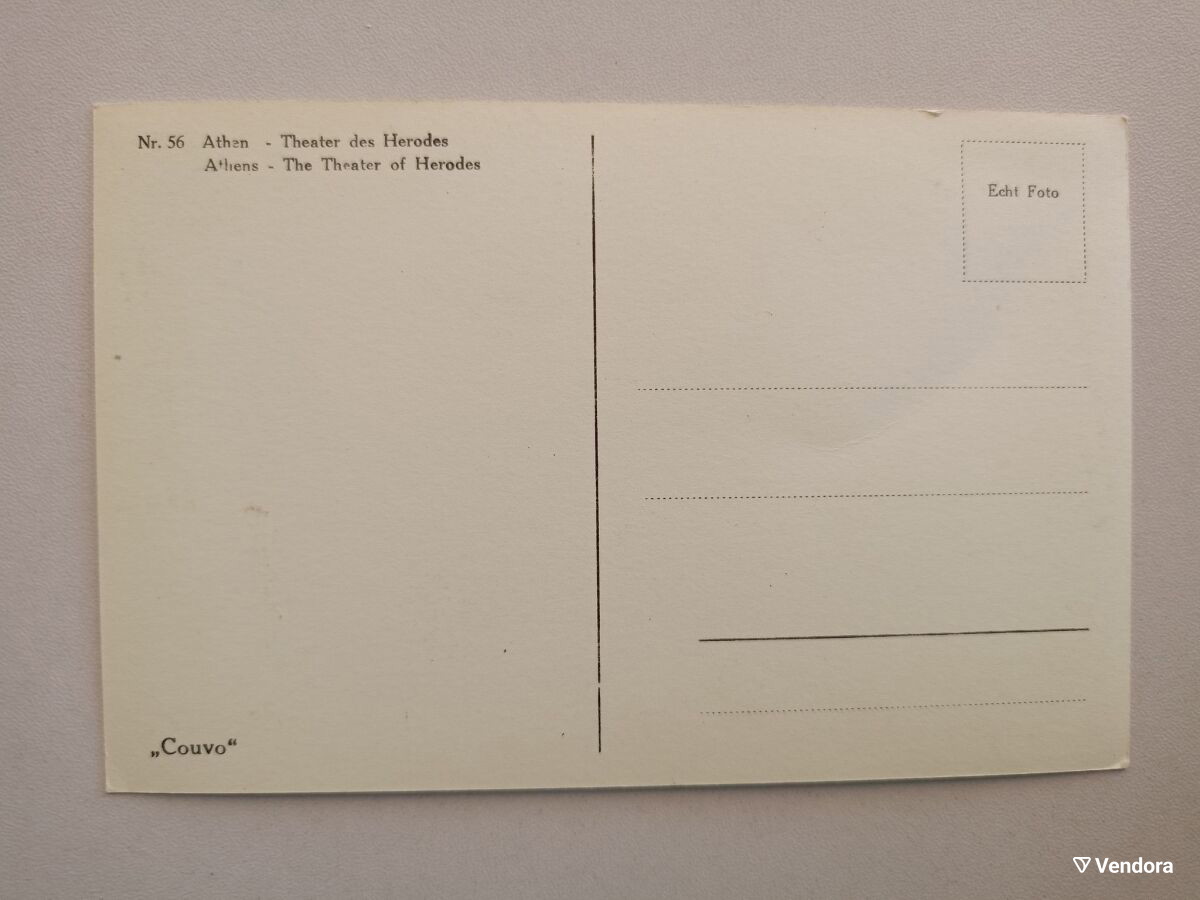 Nr. 56 Athen - Theater des Herodes
Athens - The Theater of Herodes
Echt Foto
„Couvo“
Vendora